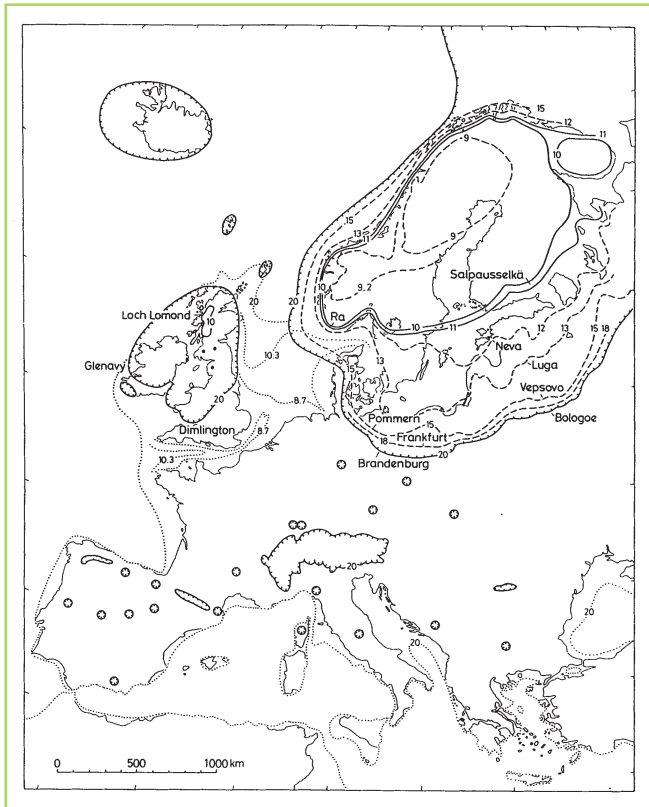 15
12
11
10
9
15
13
11
9
Salpausselkä
10
9.2
20
20
Loch Lomond
10
Ra
10
11
12
13
15
18
Neva
10.3
Glenavy
13
Luga
15
8.7
Vepsovo
20
Pommern
15
Bologoe
Dimlington
8.7
18
Frankfurt
20
Brandenburg
10.3
20
20
20
0
500
1000 km